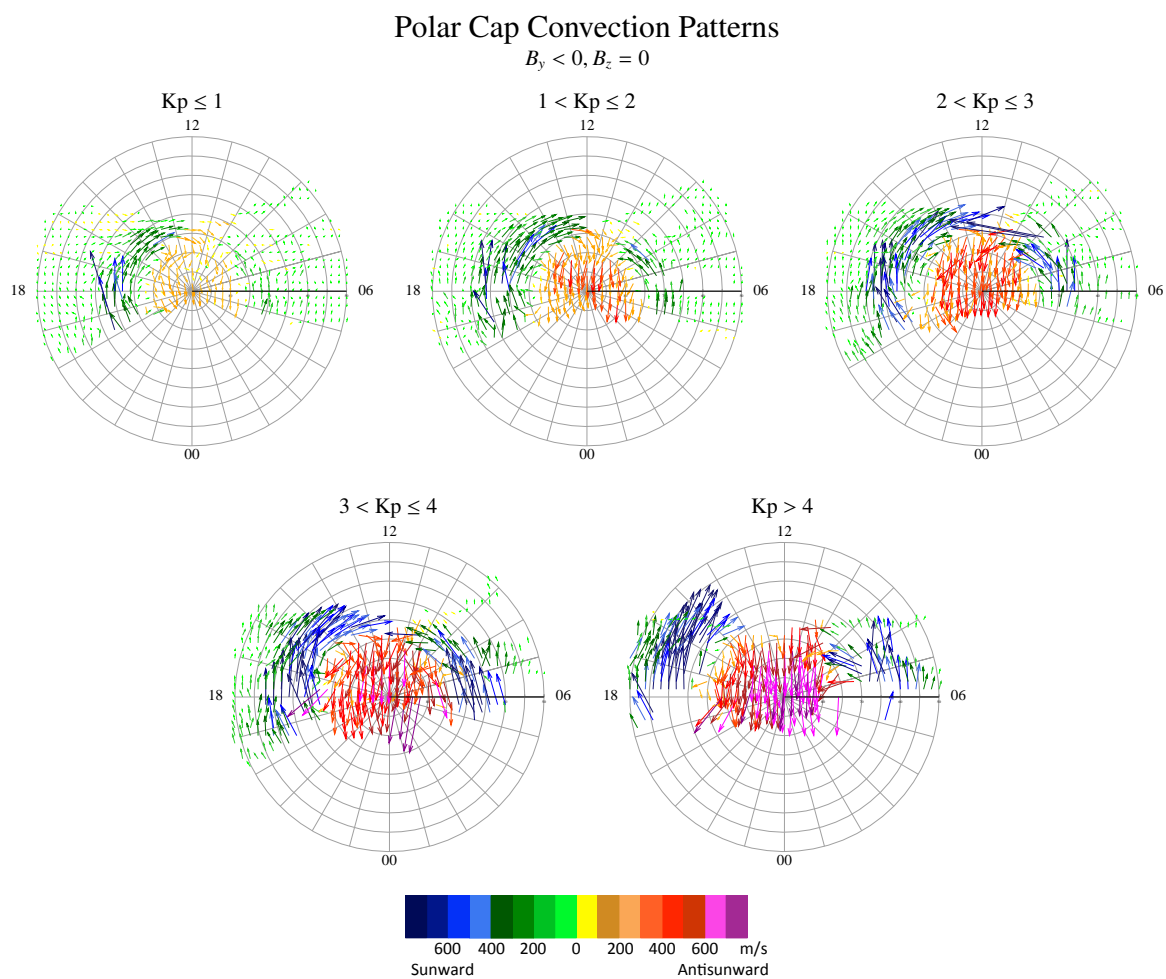 Polar Cap Convection Patterns
B_y < 0, B_z = 0
Kp ≤ 1
1 < Kp ≤ 2
2 < Kp ≤ 3
12
12
12
18
06
18
06
18
06
00
00
00
3 < Kp ≤ 4
Kp > 4
12
12
18
06
18
06
00
00
600 400 200 0 200 400 600 m/s
Sunward Antisunward